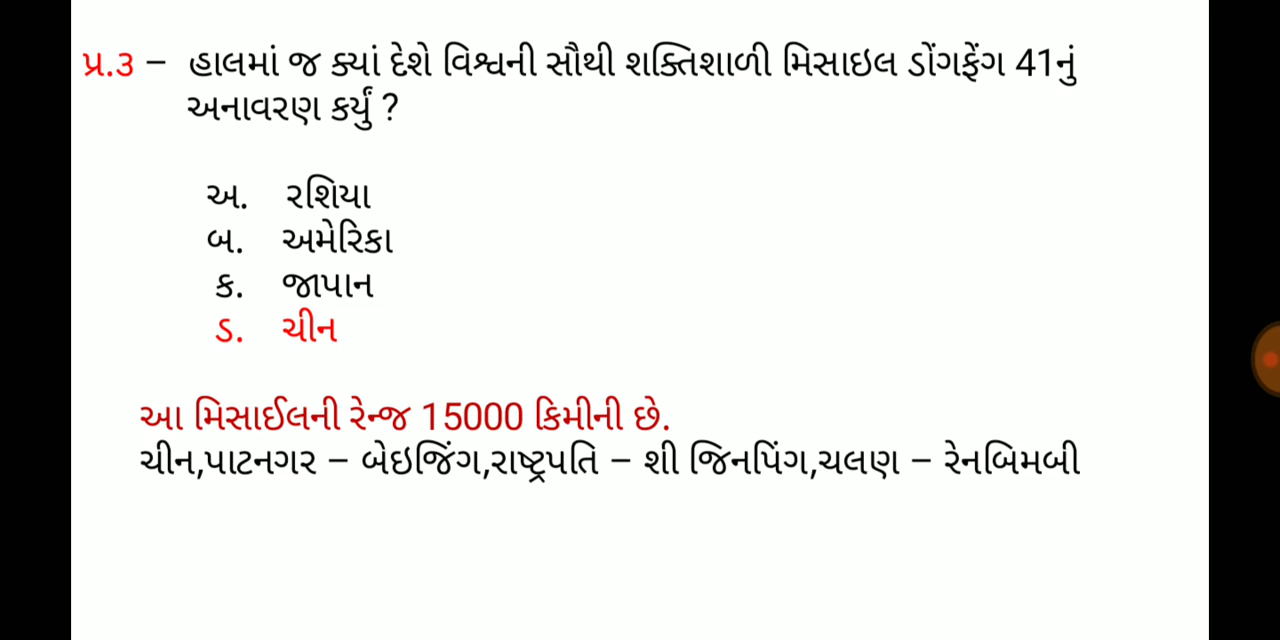 પ્ર.3 – હાલમાં જ ક્યાં દેશે વિશ્વની સૌથી શક્તિશાળી મિસાઇલ ડોંગફેંગ 41નું
અનાવરણ કર્યું ?
અ. રશિયા
બ. અમેરિકા
ક. જાપાન
ડ. ચીન
આ મિસાઈલની રેન્જ 15000 કિમીની છે.
ચીન,પાટનગર – બેઇજિંગ,રાષ્ટ્રપતિ – શી જિનપિંગ,ચલણ – રેનબિમબી